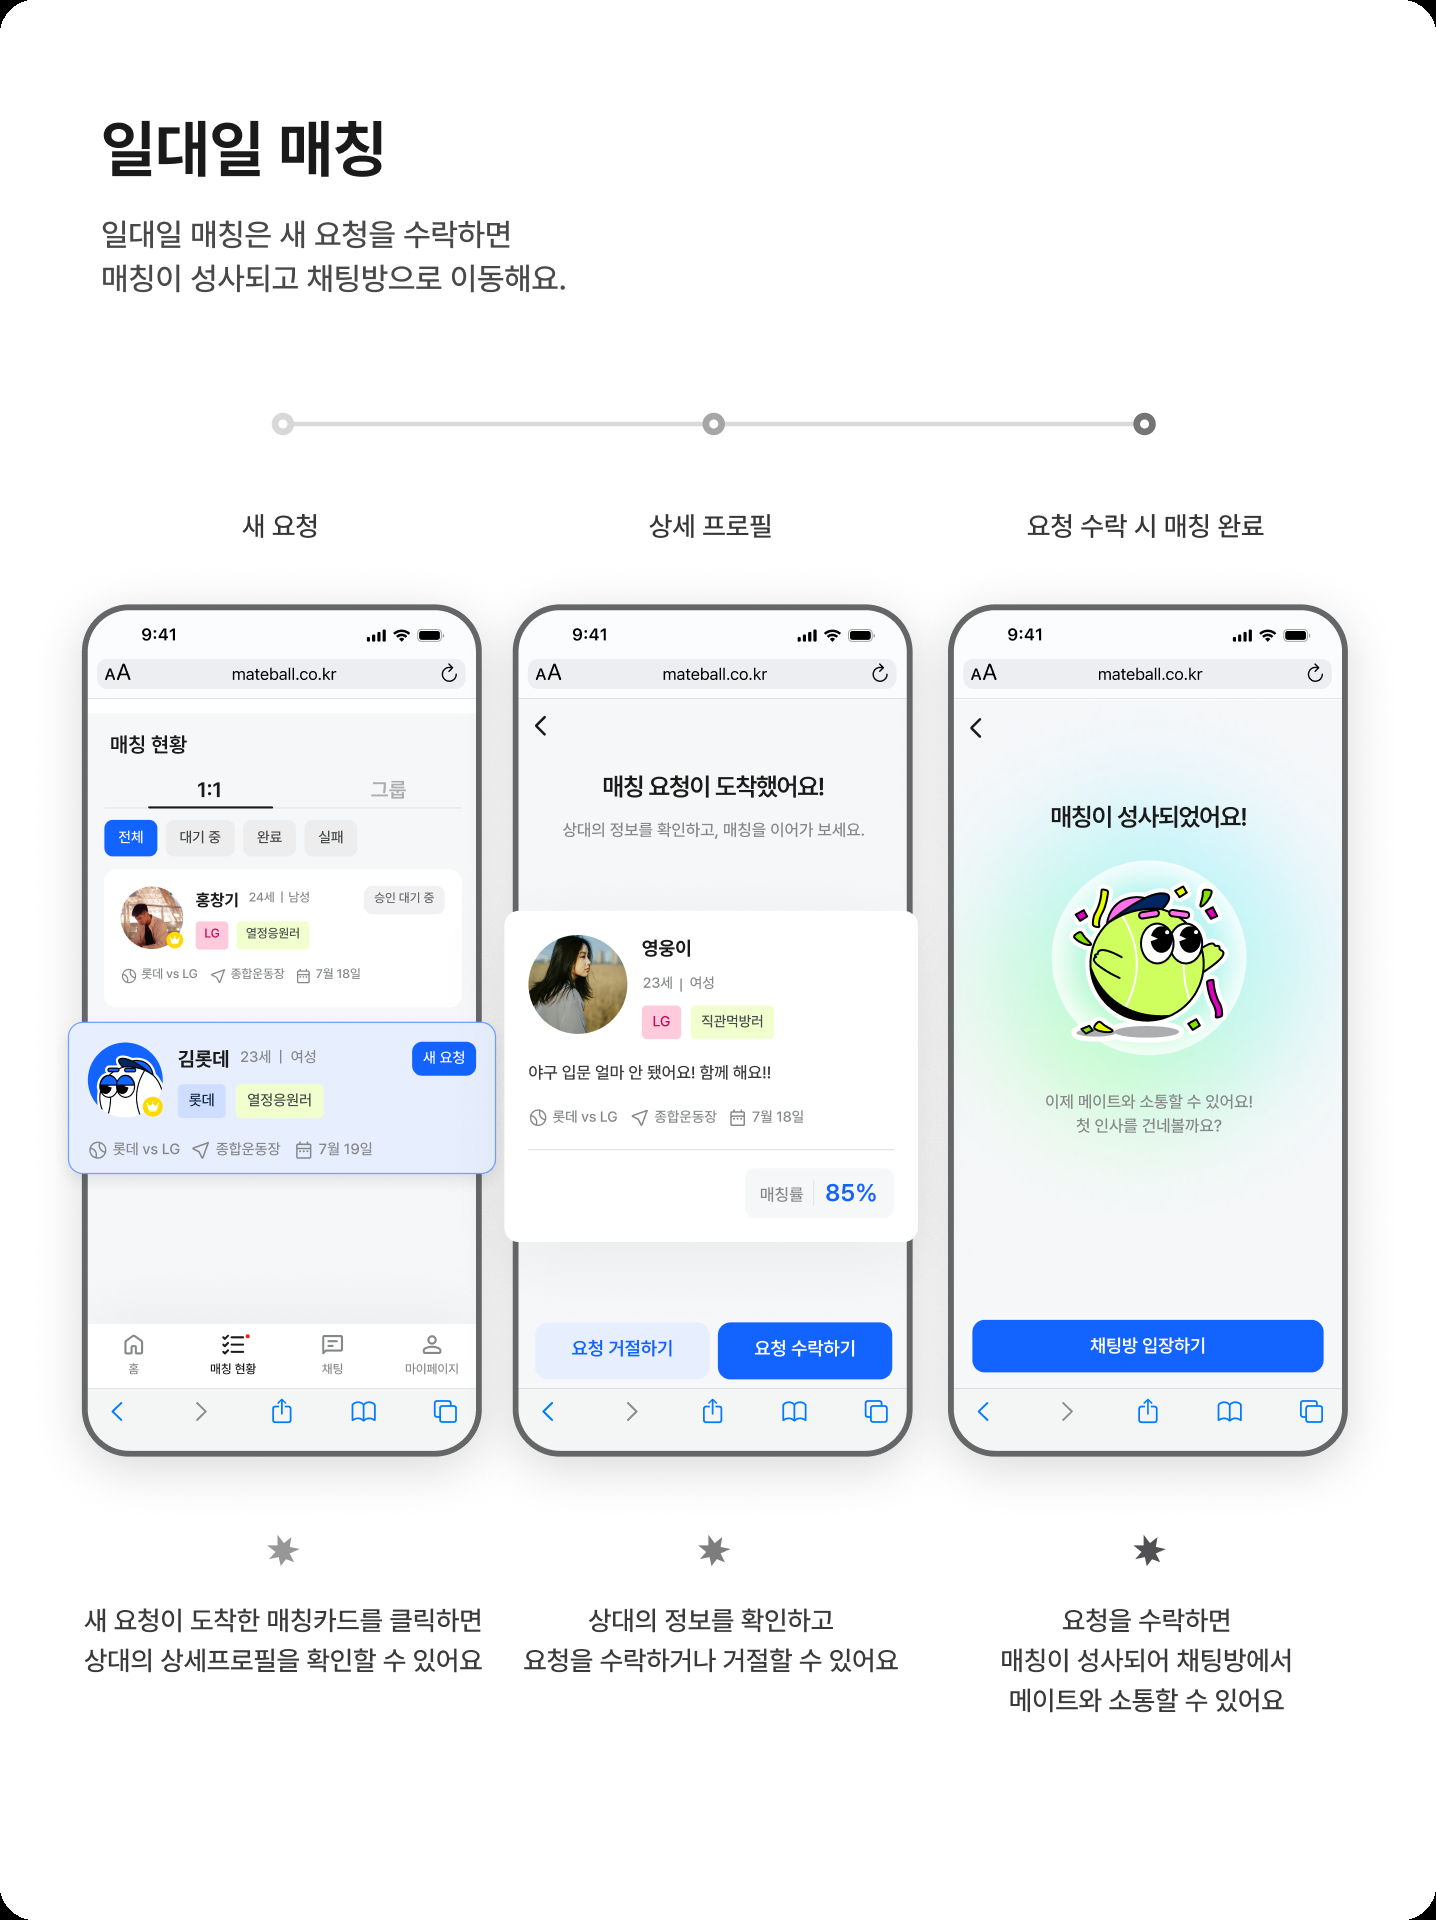 일대일 매칭
일대일 매칭은 새 요청을 수락하면
매칭이 성사되고 채팅방으로 이동해요.
새 요청
상세 프로필
요청 수락 시 매칭 완료
9:41
AA mateball.co.kr
매칭 현황
1:1 그룹
전체 대기 중 완료 실패
홍창기 24세 | 남성 승인 대기 중
LG 열정응원러
롯데 vs LG 종합운동장 7월 18일
김롯데 23세 | 여성 새 요청
롯데 열정응원러
롯데 vs LG 종합운동장 7월 19일
홈 매칭 현황 채팅 마이페이지
9:41
AA mateball.co.kr
매칭 요청이 도착했어요!
상대의 정보를 확인하고, 매칭을 이어가 보세요.
영웅이
23세 | 여성
LG 직관먹방러
야구 입문 얼마 안 됐어요! 함께 해요!!
롯데 vs LG 종합운동장 7월 18일
매칭률 85%
요청 거절하기 요청 수락하기
9:41
AA mateball.co.kr
매칭이 성사되었어요!
이제 메이트와 소통할 수 있어요!
첫 인사를 건네볼까요?
채팅방 입장하기
새 요청이 도착한 매칭카드를 클릭하면
상대의 상세프로필을 확인할 수 있어요
상대의 정보를 확인하고
요청을 수락하거나 거절할 수 있어요
요청을 수락하면
매칭이 성사되어 채팅방에서
메이트와 소통할 수 있어요